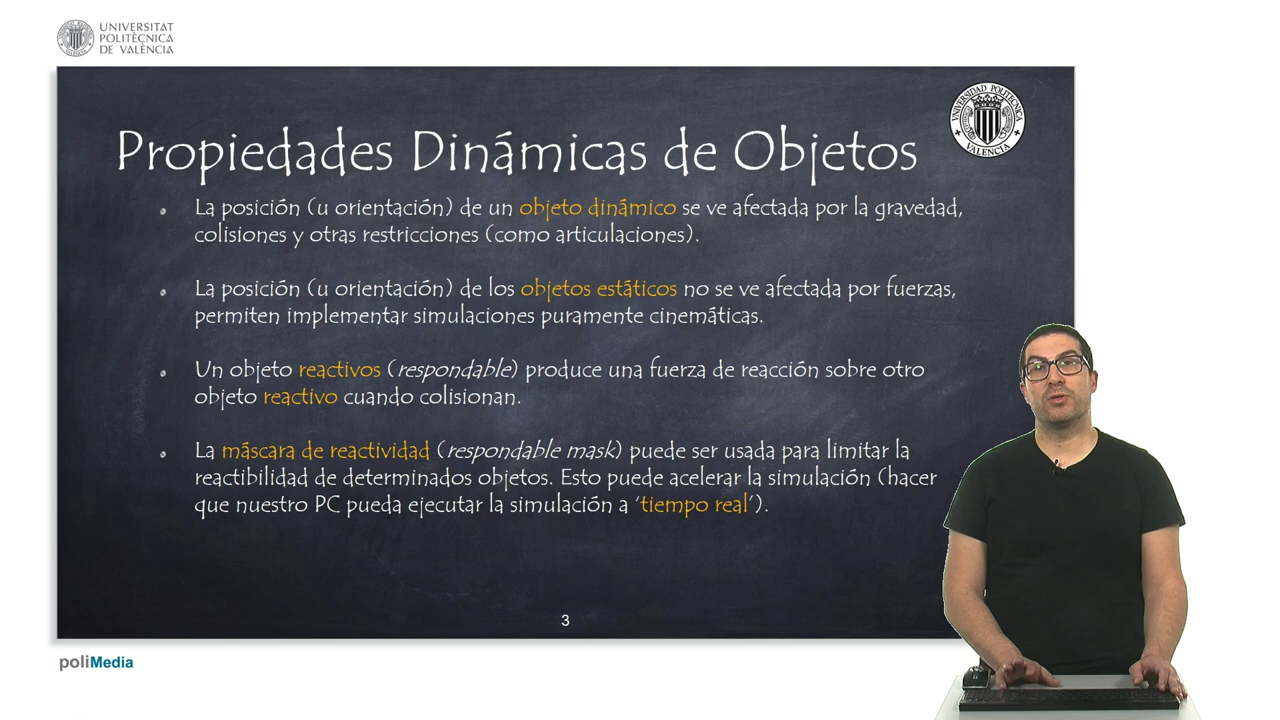 UNIVERSITAT
POLITÈCNICA
DE VALÈNCIA
UNIVERSIDAD POLITECNICA
VALENCIA
Propiedades Dinámicas de Objetos
La posición (u orientación) de un objeto dinámico se ve afectada por la gravedad,
colisiones y otras restricciones (como articulaciones).
La posición (u orientación) de los objetos estáticos no se ve afectada por fuerzas,
permiten implementar simulaciones puramente cinemáticas.
Un objeto reactivos (respondable) produce una fuerza de reacción sobre otro
objeto reactivo cuando colisionan.
La máscara de reactividad (respondable mask) puede ser usada para limitar la
reactibilidad de determinados objetos. Esto puede acelerar la simulación (hacer
que nuestro PC pueda ejecutar la simulación a ‘tiempo real’).
3
poliMedia